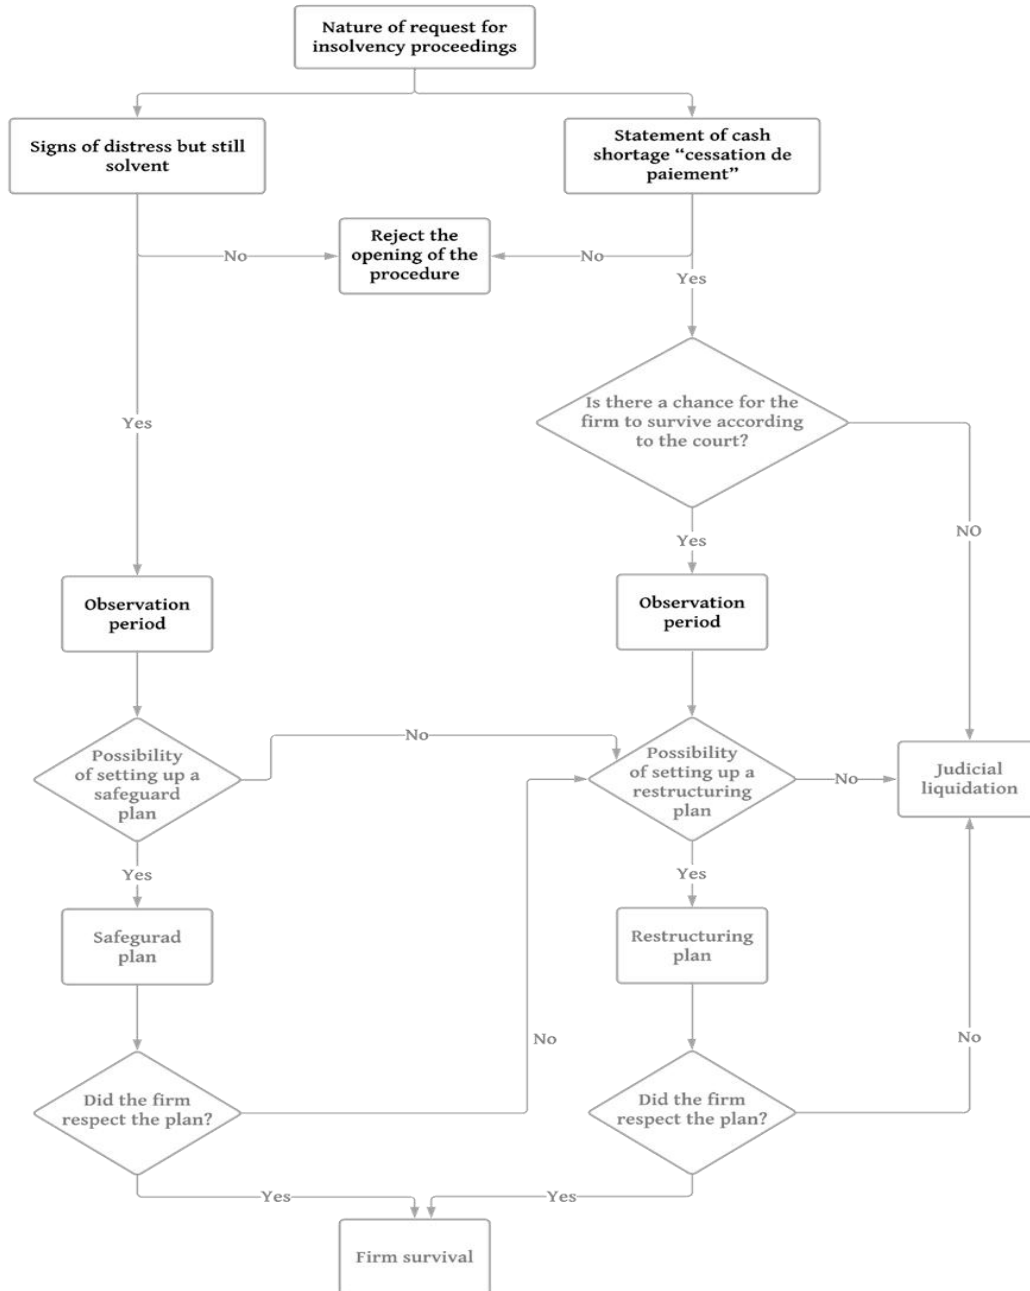 Nature of request for
insolvency proceedings
Signs of distress but still
solvent
Statement of cash
shortage “cessation de
paiement”
Reject the
opening of the
procedure
No
No
Yes
Is there a chance for the
firm to survive according
to the court?
Yes
NO
Yes
Observation
period
Observation
period
No
Possibility
of setting up a
safeguard
plan
Possibility
of setting up a
restructuring
plan
No
Judicial
liquidation
Yes
Yes
Safegurad
plan
Restructuring
plan
No
No
Did the firm
respect the plan?
Did the firm
respect the plan?
Yes
Yes
Firm survival